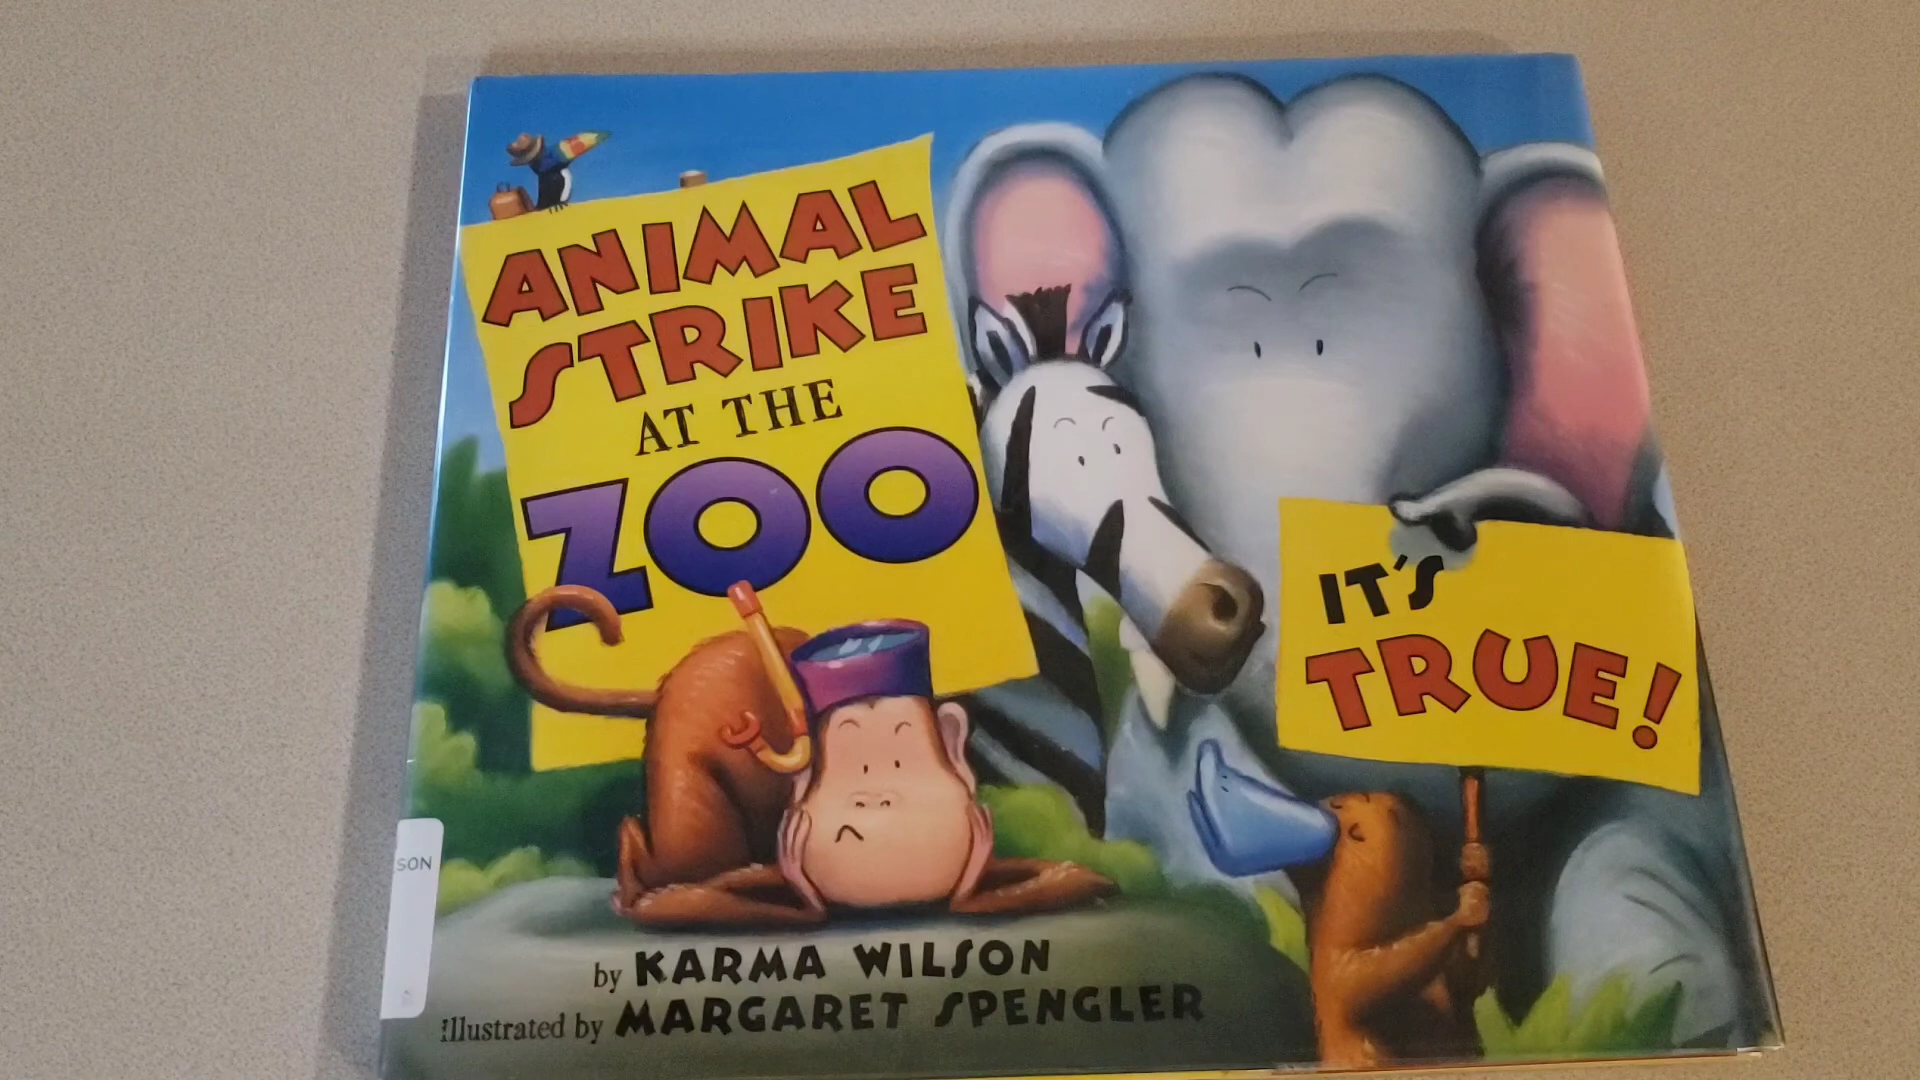 ANIMAL
STRIKE
AT THE
ZOO
IT'S
TRUE!
by KARMA WILSON
Illustrated by MARGARET SPENGLER
SON